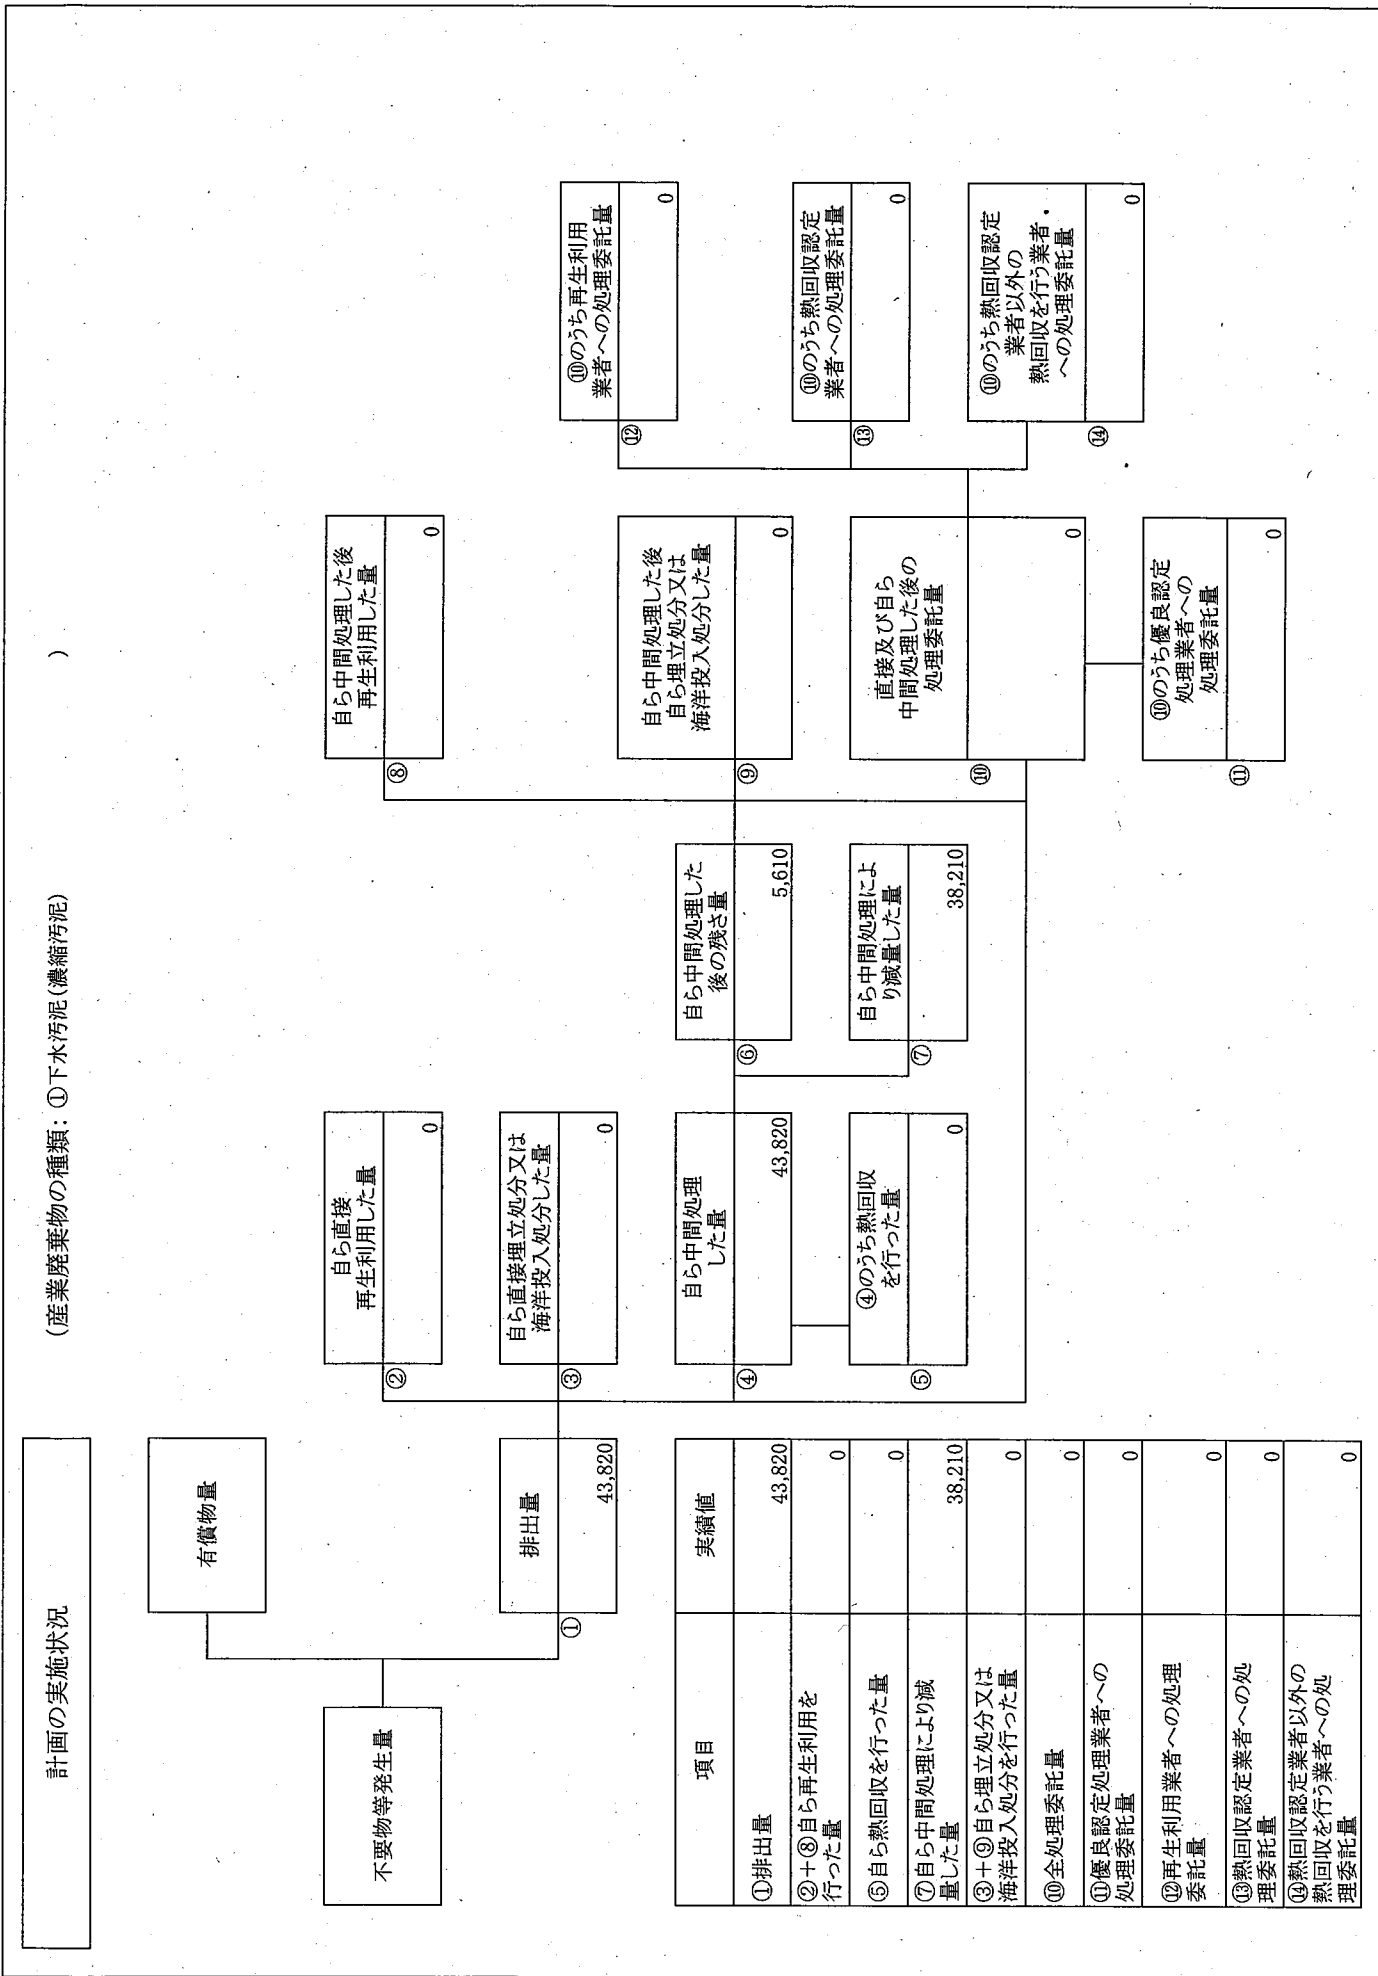 計画の実施状況
(産業廃棄物の種類：①下水汚泥(濃縮汚泥)
)
不要物等発生量
有償物量
①
排出量
43,820
②
自ら直接
再生利用した量
0
③
自ら直接埋立処分又は
海洋投入処分した量
0
④
自ら中間処理
した量
43,820
⑤
④のうち熱回収
を行った量
0
⑥
自ら中間処理した
後の残さ量
5,610
⑦
自ら中間処理によ
り減量した量
38,210
⑧
自ら中間処理した後
再生利用した量
0
⑨
自ら中間処理した後
自ら埋立処分又は
海洋投入処分した量
0
⑩
直接及び自ら
中間処理した後の
処理委託量
0
⑪
⑩のうち優良認定
処理業者への
処理委託量
0
⑫
⑩のうち再生利用
業者への処理委託量
0
⑬
⑩のうち熱回収認定
業者への処理委託量
0
⑭
⑩のうち熱回収認定
業者以外の
熱回収を行う業者
への処理委託量
0
項目 実績値
①排出量 43,820
②＋⑧自ら再生利用を
行った量 0
⑤自ら熱回収を行った量 0
⑦自ら中間処理により減
量した量 38,210
③＋⑨自ら埋立処分又は
海洋投入処分を行った量 0
⑩全処理委託量 0
⑪優良認定処理業者への
処理委託量 0
⑫再生利用業者への処理
委託量 0
⑬熱回収認定業者への処
理委託量 0
⑭熱回収認定業者以外の
熱回収を行う業者への処
理委託量 0